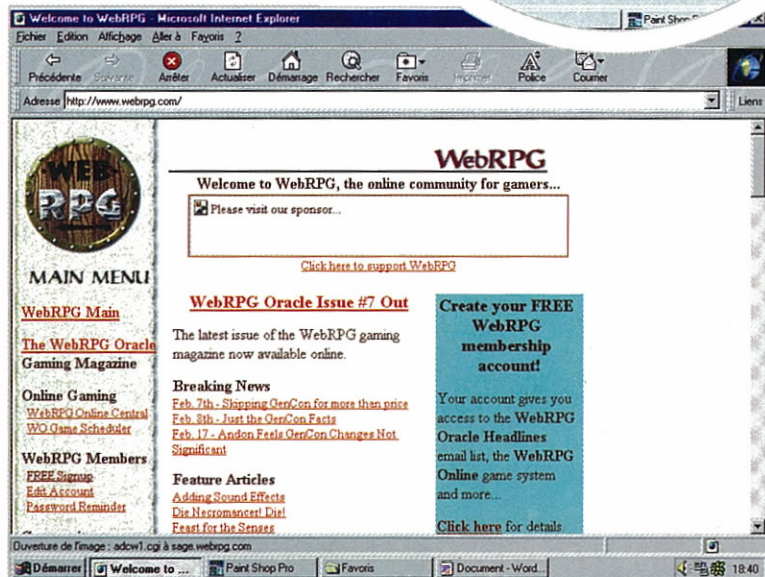 Welcome to WebRPG - Microsoft Internet Explorer
Paint Shop
Fichier Edition Affichage Aller à Favoris ?
Précédente Suivante Arrêter Actualiser Démarrage Rechercher Favoris Imprimer Police Courrier
Adresse http://www.webrpg.com/ Liens
WEB
RPG
MAIN MENU
WebRPG Main
The WebRPG Oracle
Gaming Magazine
Online Gaming
WebRPG Online Central
WO Game Scheduler
WebRPG Members
FREE Signup
Edit Account
Password Reminder
WebRPG
Welcome to WebRPG, the online community for gamers...
Please visit our sponsor...
Click here to support WebRPG
WebRPG Oracle Issue #7 Out
The latest issue of the WebRPG gaming
magazine now available online.
Breaking News
Feb. 7th - Skipping GenCon for more than price
Feb. 8th - Just the GenCon Facts
Feb. 17 - Andon Feels GenCon Changes Not
Significant
Feature Articles
Adding Sound Effects
Die Necromancer! Die!
Feast for the Senses
Create your FREE
WebRPG
membership
account!
Your account gives you
access to the WebRPG
Oracle Headlines
email list, the WebRPG
Online game system
and more...
Click here for details.
Ouverture de l'image : adcw1.cgi à sage.webrpg.com
Démarrer Welcome to ... Paint Shop Pro Favoris Document - Word... 18:40